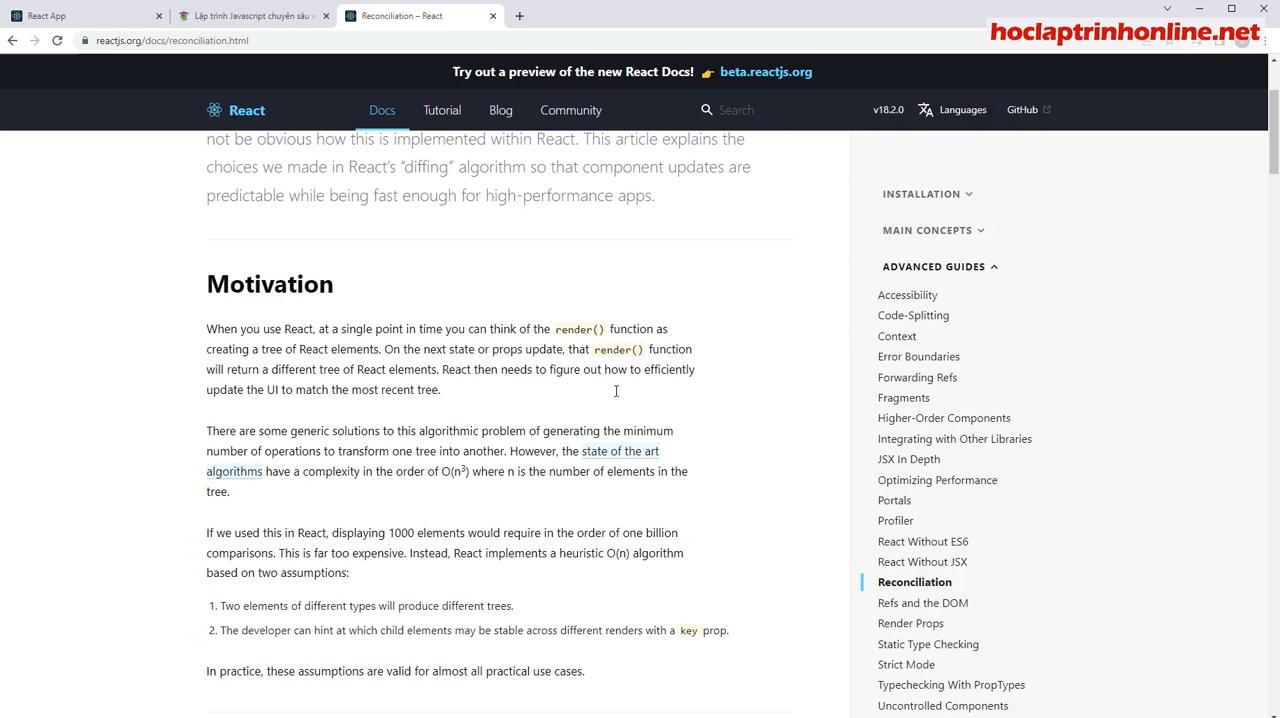 React App
Lập trình Javascript chuyên sâu v
Reconciliation – React
reactjs.org/docs/reconciliation.html
hoclaptrinhonline.net
Try out a preview of the new React Docs! 👉 beta.reactjs.org
React
Docs
Tutorial
Blog
Community
Search
v18.2.0
Languages
GitHub
not be obvious how this is implemented within React. This article explains the
choices we made in React's “diffing” algorithm so that component updates are
predictable while being fast enough for high-performance apps.
Motivation
When you use React, at a single point in time you can think of the render() function as
creating a tree of React elements. On the next state or props update, that render() function
will return a different tree of React elements. React then needs to figure out how to efficiently
update the UI to match the most recent tree.
There are some generic solutions to this algorithmic problem of generating the minimum
number of operations to transform one tree into another. However, the state of the art
algorithms have a complexity in the order of O(n³) where n is the number of elements in the
tree.
If we used this in React, displaying 1000 elements would require in the order of one billion
comparisons. This is far too expensive. Instead, React implements a heuristic O(n) algorithm
based on two assumptions:
1. Two elements of different types will produce different trees.
2. The developer can hint at which child elements may be stable across different renders with a key prop.
In practice, these assumptions are valid for almost all practical use cases.
INSTALLATION
MAIN CONCEPTS
ADVANCED GUIDES
Accessibility
Code-Splitting
Context
Error Boundaries
Forwarding Refs
Fragments
Higher-Order Components
Integrating with Other Libraries
JSX In Depth
Optimizing Performance
Portals
Profiler
React Without ES6
React Without JSX
Reconciliation
Refs and the DOM
Render Props
Static Type Checking
Strict Mode
Typechecking With PropTypes
Uncontrolled Components